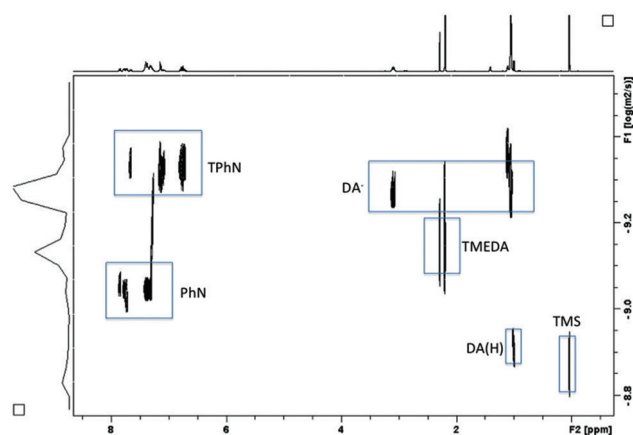 F1 [log(m2/s)]
TPhN
DA-
-9.2
TMEDA
PhN
-9.0
DA(H)
TMS
-8.8
8
6
4
2
F2 [ppm]